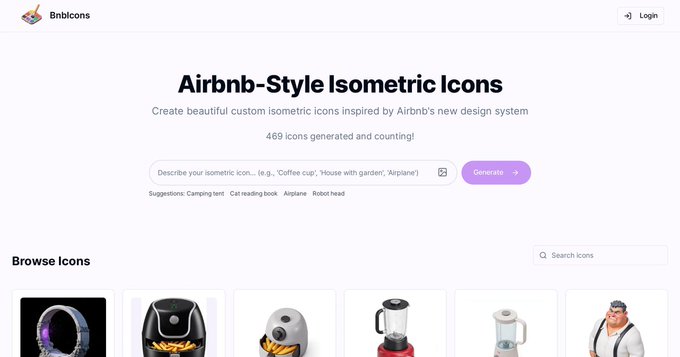 BnbIcons
Login
Airbnb-Style Isometric Icons
Create beautiful custom isometric icons inspired by Airbnb's new design system
469 icons generated and counting!
Describe your isometric icon... (e.g., 'Coffee cup', 'House with garden', 'Airplane')
Generate
Suggestions: Camping tent Cat reading book Airplane Robot head
Search icons
Browse Icons